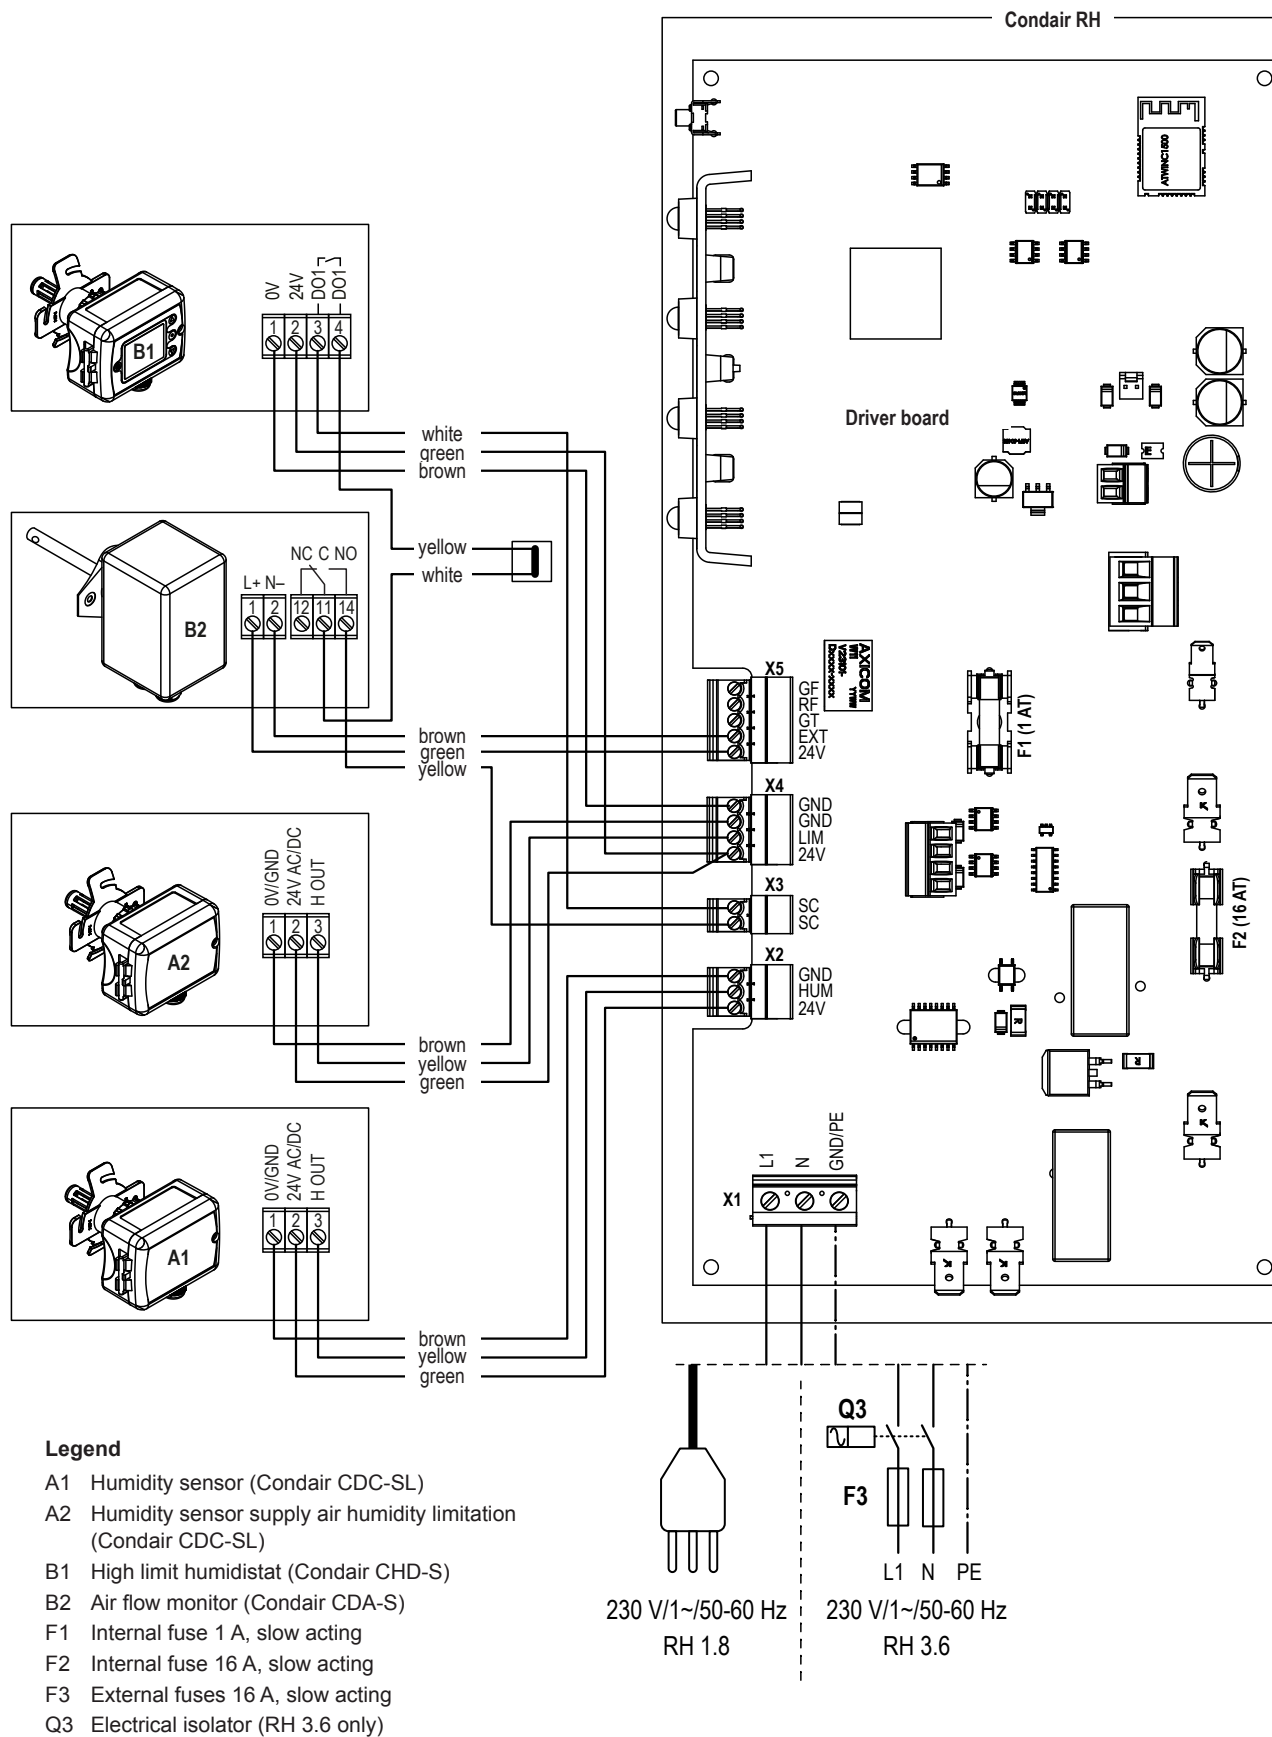 Condair RH
ATWINC1500
0V
24V
DO1
DO1
1 2 3 4
B1
Driver board
white
green
brown
yellow
white
L+ N–
NC C NO
1 2 12 11 14
B2
AXICOM
YYWW
V23101-
X5
GF
RF
GT
EXT
24V
F1 (1 AT)
brown
green
yellow
X4
GND
GND
LIM
24V
0V/GND
24V AC/DC
H OUT
1 2 3
A2
X3
SC
SC
F2 (16 AT)
X2
GND
HUM
24V
brown
yellow
green
0V/GND
24V AC/DC
H OUT
1 2 3
A1
L1
N
GND/PE
X1
brown
yellow
green
Q3
F3
L1 N PE
230 V/1~/50-60 Hz
RH 1.8
230 V/1~/50-60 Hz
RH 3.6
Legend
A1 Humidity sensor (Condair CDC-SL)
A2 Humidity sensor supply air humidity limitation
(Condair CDC-SL)
B1 High limit humidistat (Condair CHD-S)
B2 Air flow monitor (Condair CDA-S)
F1 Internal fuse 1 A, slow acting
F2 Internal fuse 16 A, slow acting
F3 External fuses 16 A, slow acting
Q3 Electrical isolator (RH 3.6 only)